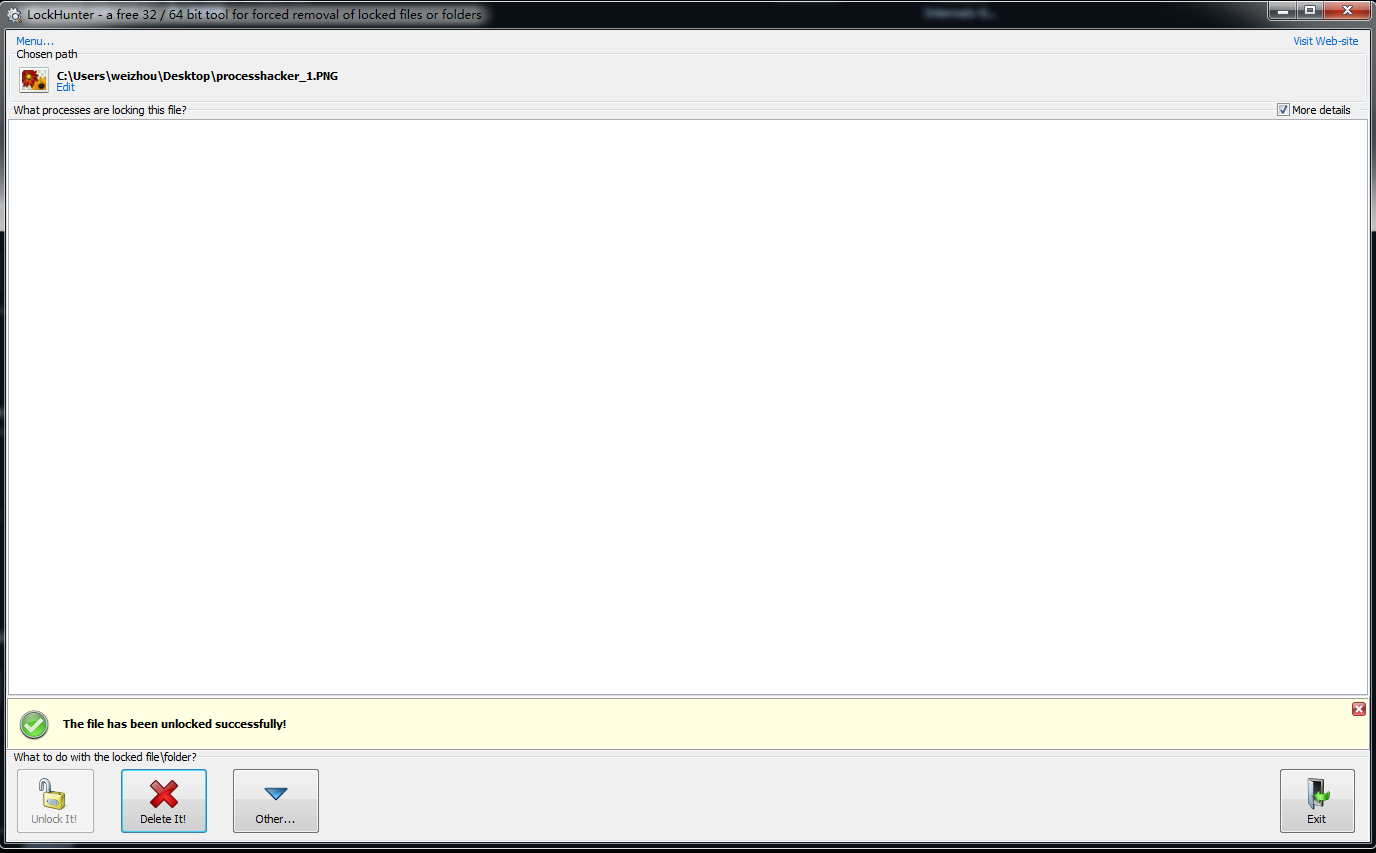 LockHunter - a free 32 / 64 bit tool for forced removal of locked files or folders
Menu...
Visit Web-site
Chosen path
C:\Users\weizhou\Desktop\processhacker_1.PNG
Edit
What processes are locking this file?
More details
The file has been unlocked successfully!
What to do with the locked file\folder?
Unlock It!
Delete It!
Other...
Exit